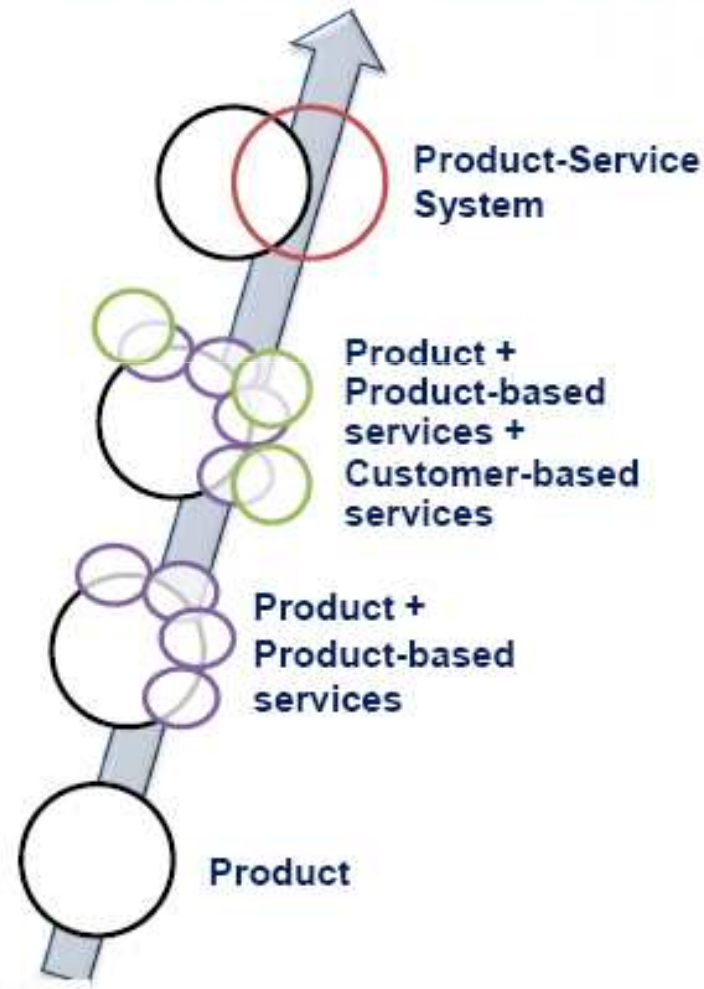 Product-Service
System
Product +
Product-based
services +
Customer-based
services
Product +
Product-based
services
Product